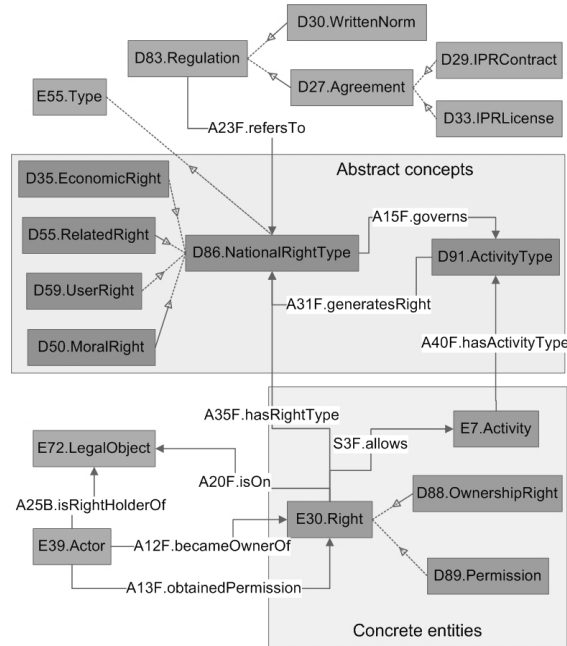 D30.WrittenNorm
D83.Regulation
D29.IPRContract
D27.Agreement
E55.Type
D33.IPRLicense
A23F.refersTo
Abstract concepts
D35.EconomicRight
A15F.governs
D55.RelatedRight
D86.NationalRightType
D91.ActivityType
D59.UserRight
A31F.generatesRight
D50.MoralRight
A40F.hasActivityType
A35F.hasRightType
E7.Activity
E72.LegalObject
S3F.allows
A20F.isOn
D88.OwnershipRight
A25B.isRightHolderOf
E30.Right
E39.Actor
A12F.becameOwnerOf
D89.Permission
A13F.obtainedPermission
Concrete entities